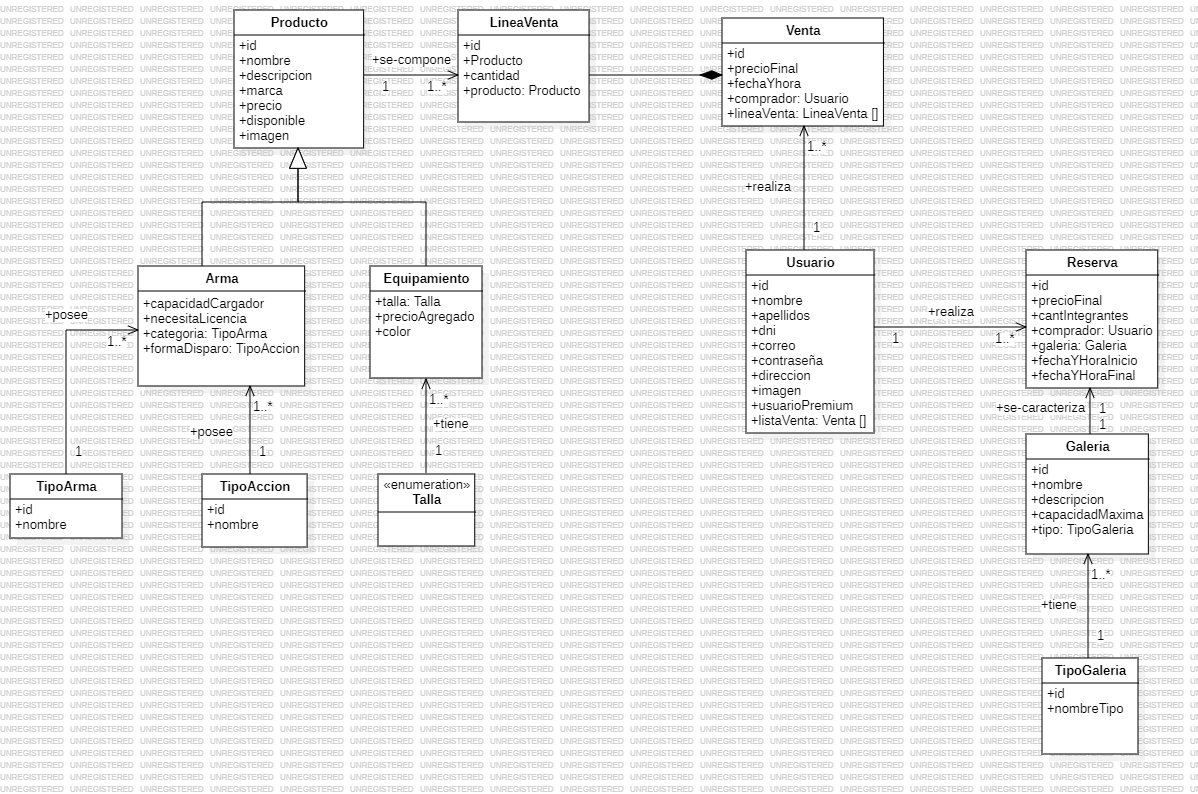 Producto
+id
+nombre
+descripcion
+marca
+precio
+disponible
+imagen
+se-compone
1
1..*
LineaVenta
+id
+Producto
+cantidad
+producto: Producto
Venta
+id
+precioFinal
+fechaYhora
+comprador: Usuario
+lineaVenta: LineaVenta []
1..*
+realiza
1
Arma
+capacidadCargador
+necesitaLicencia
+categoria: TipoArma
+formaDisparo: TipoAccion
Equipamiento
+talla: Talla
+precioAgregado
+color
Usuario
+id
+nombre
+apellidos
+dni
+correo
+contraseña
+direccion
+imagen
+usuarioPremium
+listaVenta: Venta []
+realiza
1
1..*
Reserva
+id
+precioFinal
+cantIntegrantes
+comprador: Usuario
+galeria: Galeria
+fechaYHoraInicio
+fechaYHoraFinal
+posee
1..*
1
1..*
+posee
1
1..*
+tiene
1
+se-caracteriza
1
1
TipoArma
+id
+nombre
TipoAccion
+id
+nombre
«enumeration»
Talla
Galeria
+id
+nombre
+descripcion
+capacidadMaxima
+tipo: TipoGaleria
1..*
+tiene
1
TipoGaleria
+id
+nombreTipo
UNREGISTERED